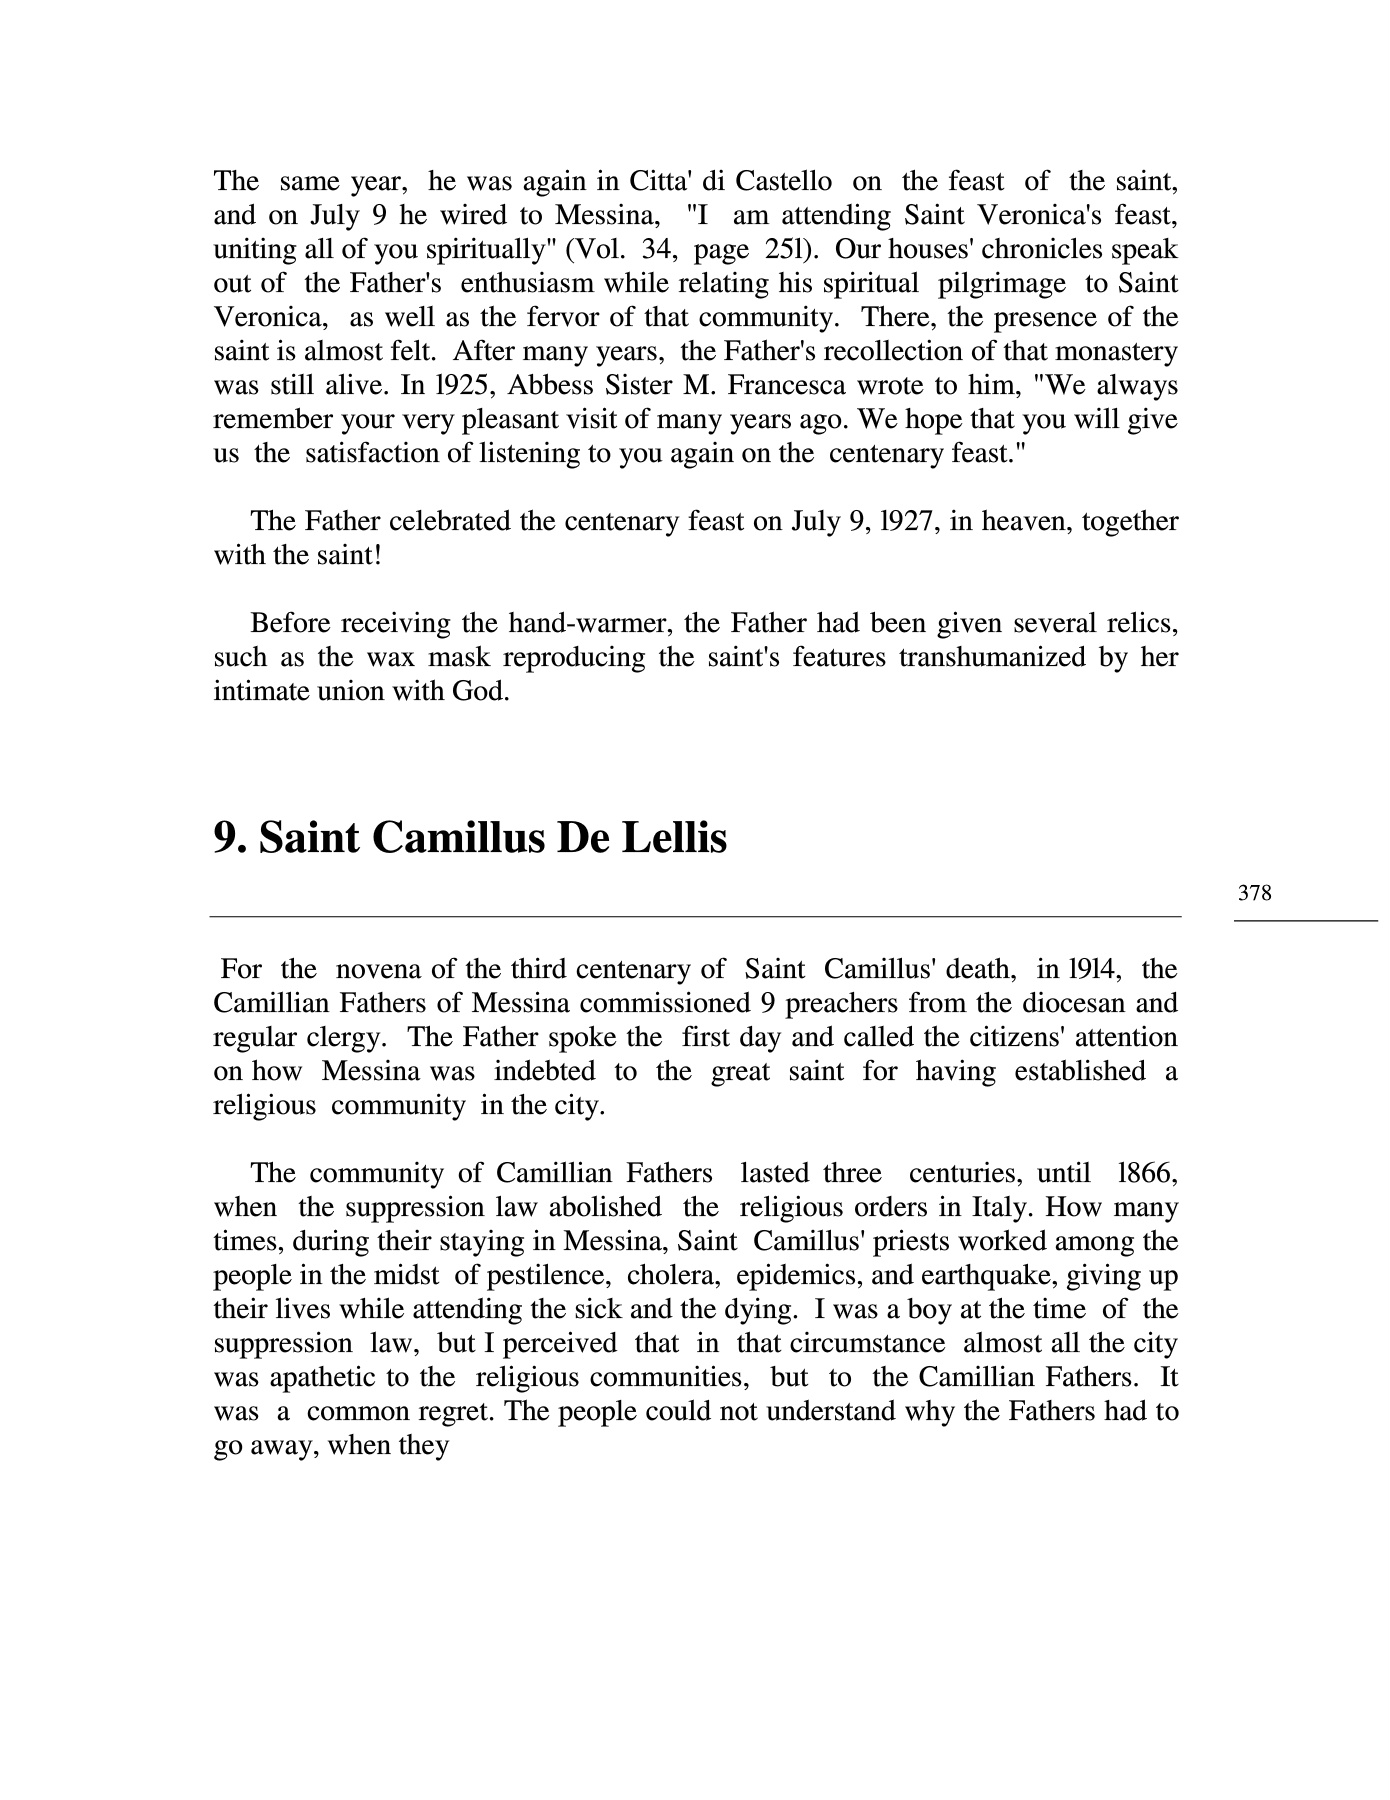 The same year, he was again in Citta' di Castello on the feast of the saint,
and on July 9 he wired to Messina, "I am attending Saint Veronica's feast,
uniting all of you spiritually" (Vol. 34, page 25l). Our houses' chronicles speak
out of the Father's enthusiasm while relating his spiritual pilgrimage to Saint
Veronica, as well as the fervor of that community. There, the presence of the
saint is almost felt. After many years, the Father's recollection of that monastery
was still alive. In l925, Abbess Sister M. Francesca wrote to him, "We always
remember your very pleasant visit of many years ago. We hope that you will give
us the satisfaction of listening to you again on the centenary feast."
The Father celebrated the centenary feast on July 9, l927, in heaven, together
with the saint!
Before receiving the hand-warmer, the Father had been given several relics,
such as the wax mask reproducing the saint's features transhumanized by her
intimate union with God.
9. Saint Camillus De Lellis
378
For the novena of the third centenary of Saint Camillus' death, in l9l4, the
Camillian Fathers of Messina commissioned 9 preachers from the diocesan and
regular clergy. The Father spoke the first day and called the citizens' attention
on how Messina was indebted to the great saint for having established a
religious community in the city.
The community of Camillian Fathers lasted three centuries, until l866,
when the suppression law abolished the religious orders in Italy. How many
times, during their staying in Messina, Saint Camillus' priests worked among the
people in the midst of pestilence, cholera, epidemics, and earthquake, giving up
their lives while attending the sick and the dying. I was a boy at the time of the
suppression law, but I perceived that in that circumstance almost all the city
was apathetic to the religious communities, but to the Camillian Fathers. It
was a common regret. The people could not understand why the Fathers had to
go away, when they